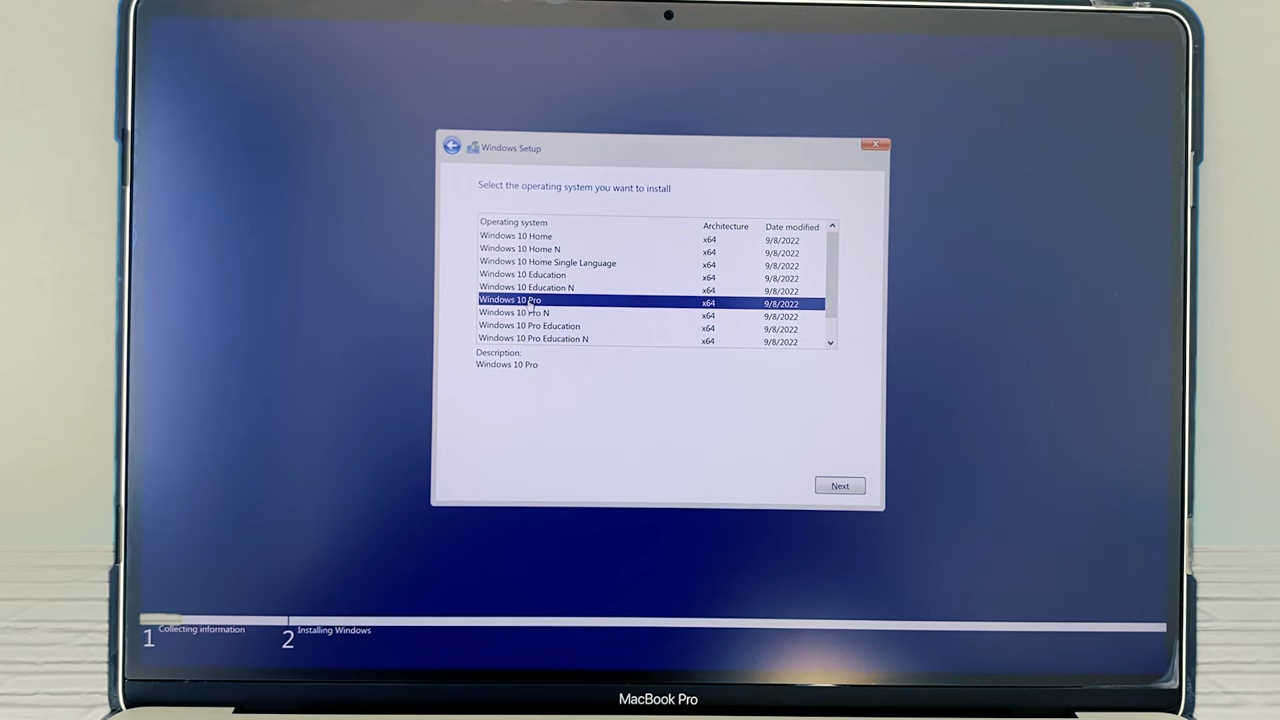 Windows Setup
Select the operating system you want to install
Operating system Architecture Date modified
Windows 10 Home x64 9/8/2022
Windows 10 Home N x64 9/8/2022
Windows 10 Home Single Language x64 9/8/2022
Windows 10 Education x64 9/8/2022
Windows 10 Education N x64 9/8/2022
Windows 10 Pro x64 9/8/2022
Windows 10 Pro N x64 9/8/2022
Windows 10 Pro Education x64 9/8/2022
Windows 10 Pro Education N x64 9/8/2022
Description:
Windows 10 Pro
Next
1 Collecting information 2 Installing Windows
MacBook Pro